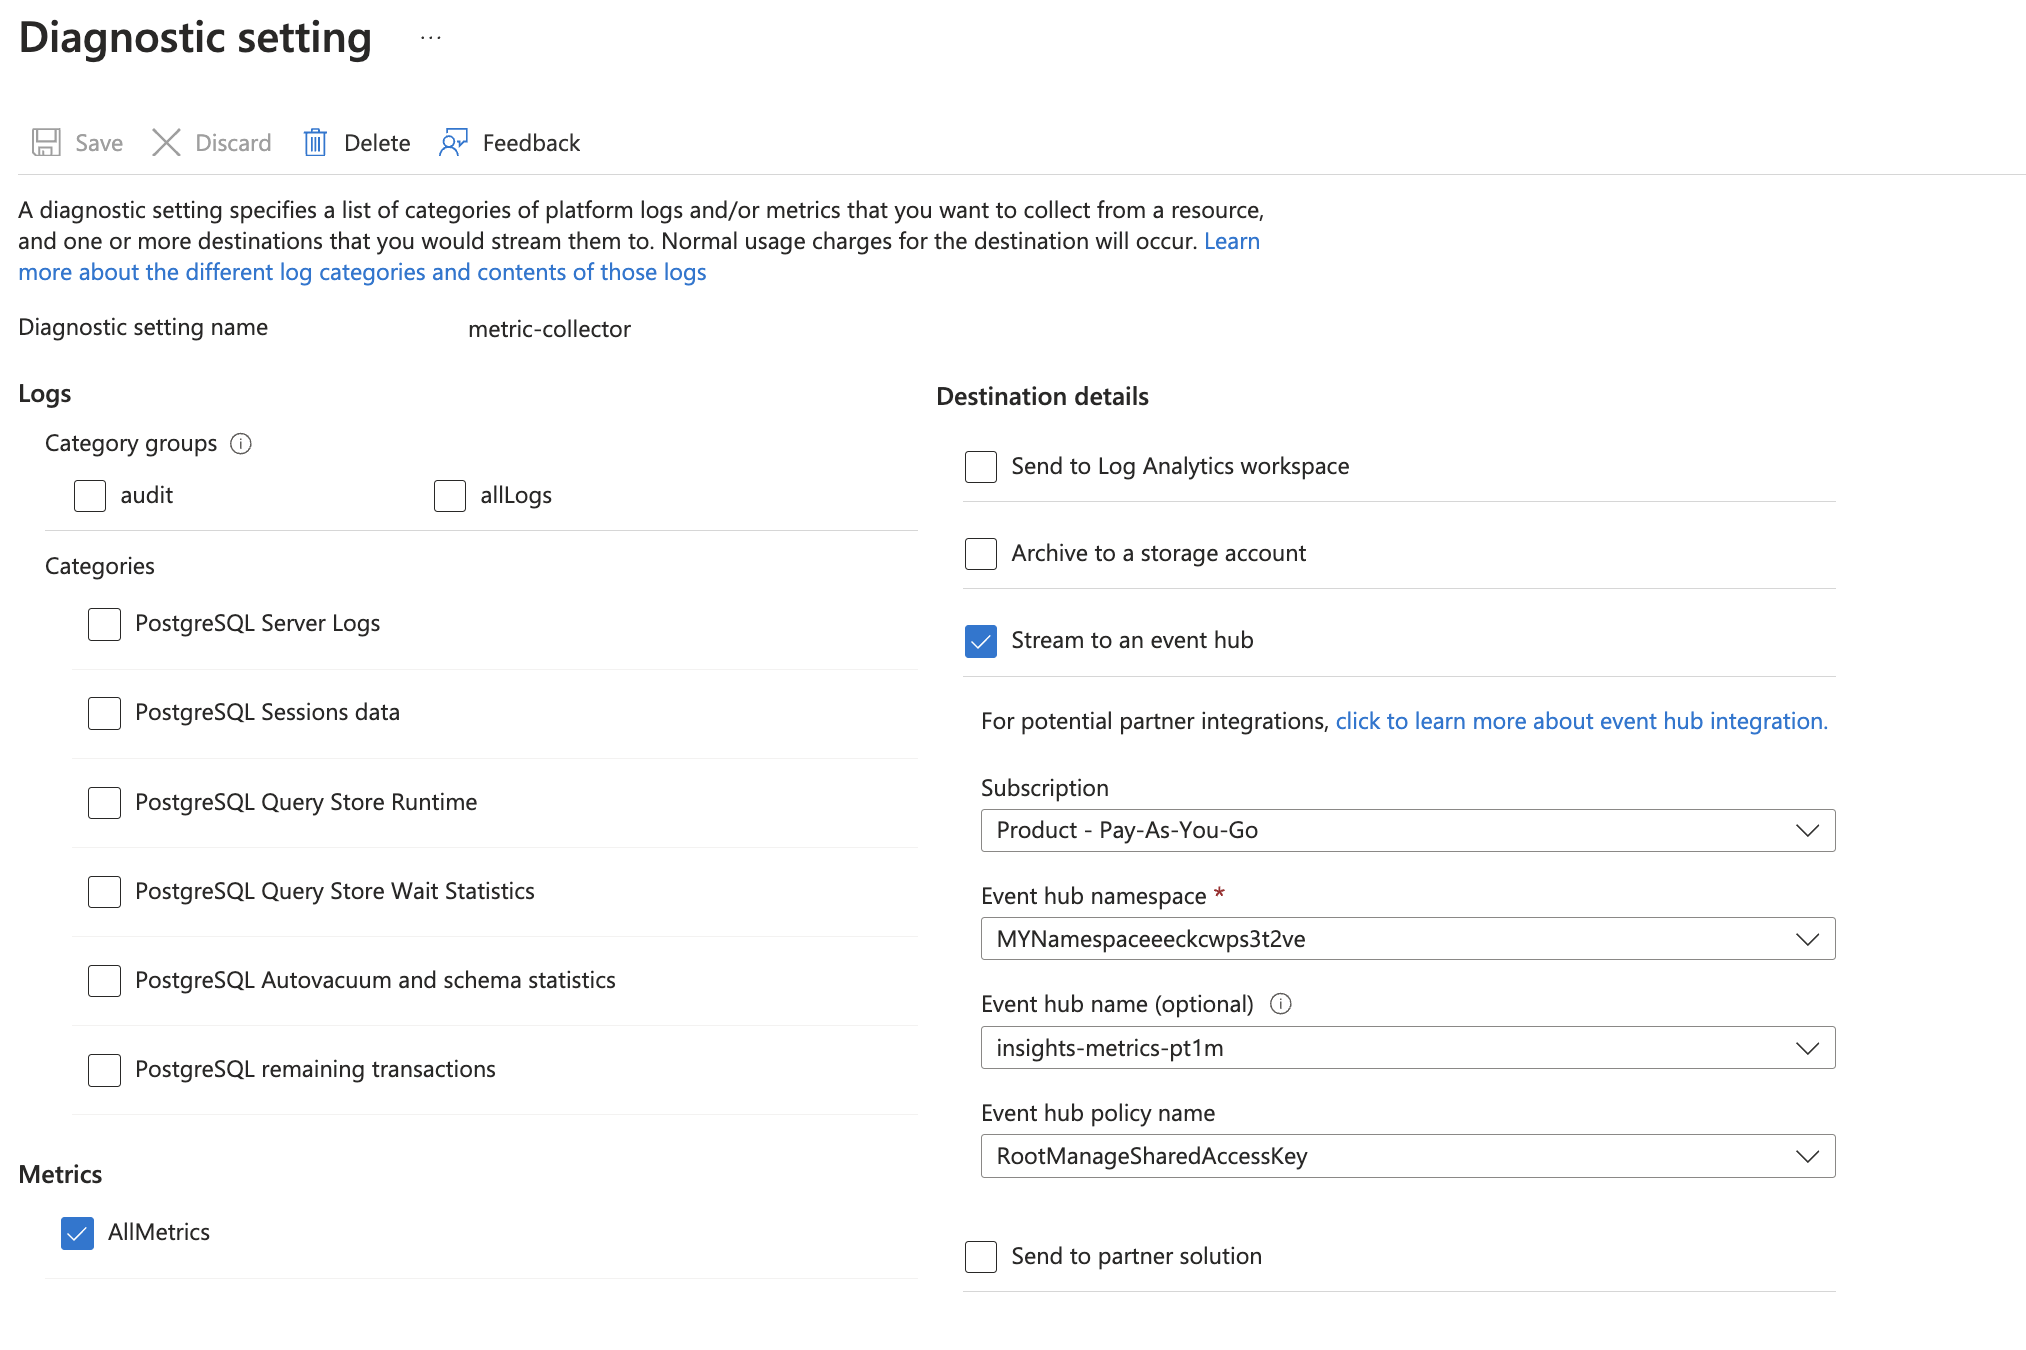 Diagnostic setting ...
Save Discard Delete Feedback
A diagnostic setting specifies a list of categories of platform logs and/or metrics that you want to collect from a resource,
and one or more destinations that you would stream them to. Normal usage charges for the destination will occur. Learn
more about the different log categories and contents of those logs
Diagnostic setting name metric-collector
Logs
Category groups
audit allLogs
Categories
PostgreSQL Server Logs
PostgreSQL Sessions data
PostgreSQL Query Store Runtime
PostgreSQL Query Store Wait Statistics
PostgreSQL Autovacuum and schema statistics
PostgreSQL remaining transactions
Metrics
AllMetrics
Destination details
Send to Log Analytics workspace
Archive to a storage account
Stream to an event hub
For potential partner integrations, click to learn more about event hub integration.
Subscription
Product - Pay-As-You-Go
Event hub namespace *
MYNamespaceeeckcwps3t2ve
Event hub name (optional)
insights-metrics-pt1m
Event hub policy name
RootManageSharedAccessKey
Send to partner solution